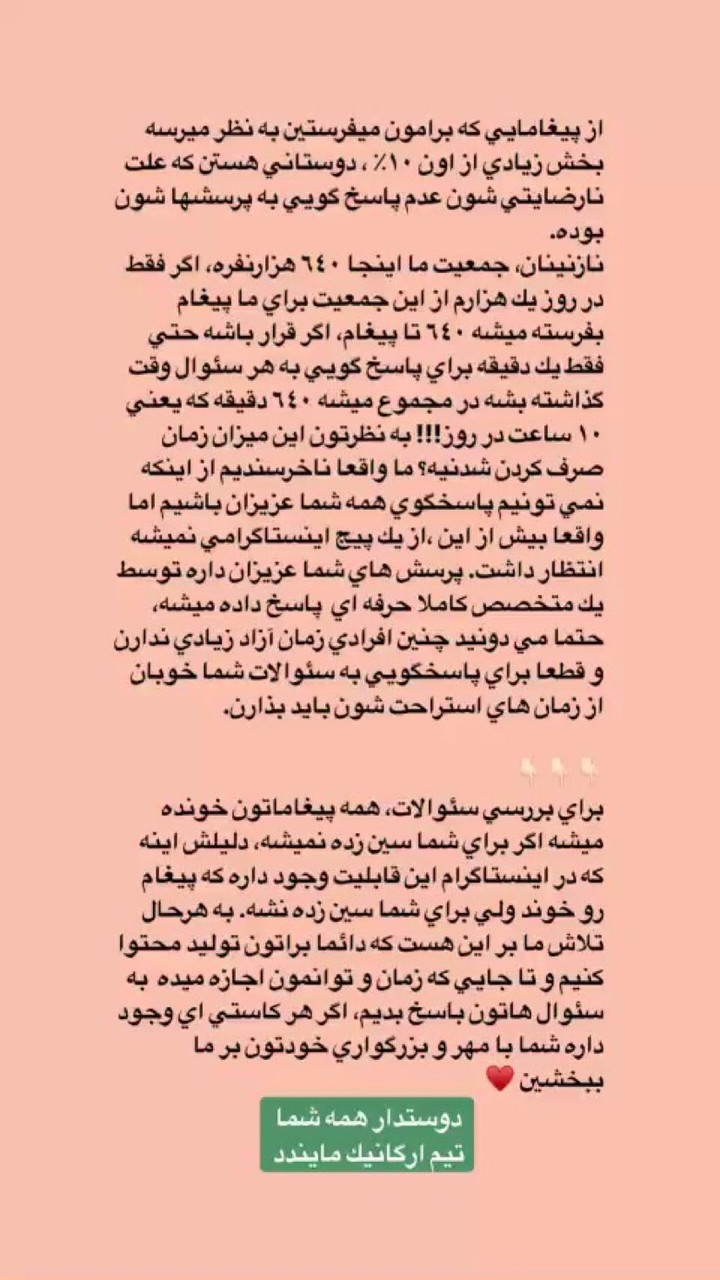 از پيغامايي كه برامون ميفرستين به نظر ميرسه
بخش زيادي از اون ١٠٪ ، دوستاني هستن كه علت
نارضايتي شون عدم پاسخ گويي به پرسشها شون
بوده.
نازنينان، جمعيت ما اينجا ٦٤٠ هزارنفره، اگر فقط
در روز يك هزارم از اين جمعيت براي ما پيغام
بفرسته ميشه ٦٤٠ تا پيغام، اگر قرار باشه حتي
فقط يك دقيقه براي پاسخ گويي به هر سئوال وقت
گذاشته بشه در مجموع ميشه ٦٤٠ دقيقه كه يعني
١٠ ساعت در روز!!! به نظرتون اين ميزان زمان
صرف كردن شدنيه؟ ما واقعا ناخرسنديم از اينكه
نمي تونيم پاسخگوي همه شما عزيزان باشيم اما
واقعا بيش از اين ،از يك پيج اينستاگرامي نميشه
انتظار داشت. پرسش هاي شما عزيزان داره توسط
يك متخصص كاملا حرفه اي پاسخ داده ميشه،
حتما مي دونيد چنين افرادي زمان آزاد زيادي ندارن
و قطعا براي پاسخگويي به سئوالات شما خوبان
از زمان هاي استراحت شون بايد بذارن.
👇🏻👇🏻👇🏻
براي بررسي سئوالات، همه پيغاماتون خونده
ميشه اگر براي شما سين زده نميشه، دليلش اينه
كه در اينستاگرام اين قابليت وجود داره كه پيغام
رو خوند ولي براي شما سين زده نشه. به هرحال
تلاش ما بر اين هست كه دائما براتون توليد محتوا
كنيم و تا جايي كه زمان و توانمون اجازه ميده به
سئوال هاتون پاسخ بديم، اگر هر كاستي اي وجود
داره شما با مهر و بزرگواري خودتون بر ما
ببخشين ♥️
دوستدار همه شما
تيم ارگانيك مايندد